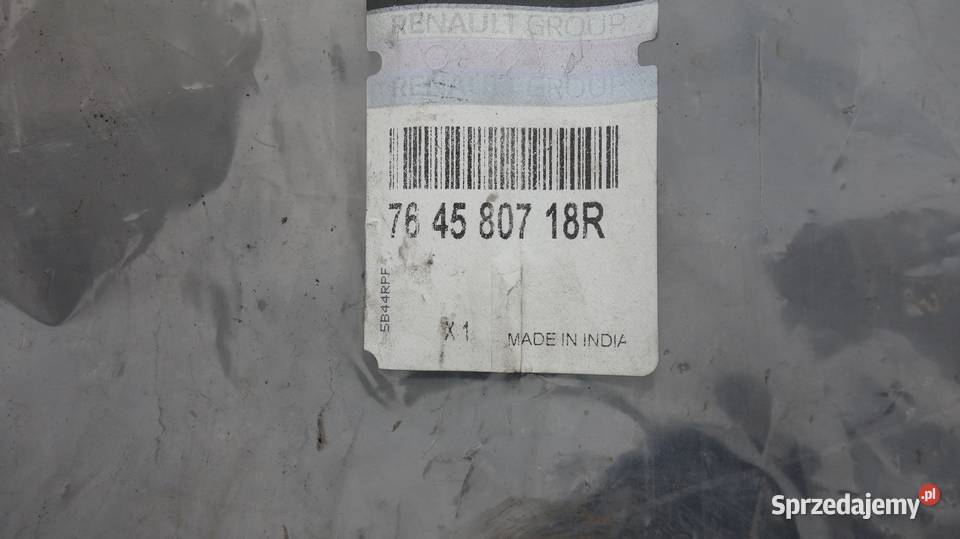 RENAULT GROUP
RENAULT GROUP
76 45 807 18R
5B44RPF
X 1
MADE IN INDIA
Sprzedajemy.pl